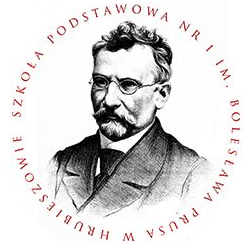 SZKOŁA PODSTAWOWA NR 1 IM. BOLESŁAWA PRUSA W HRUBIESZOWIE